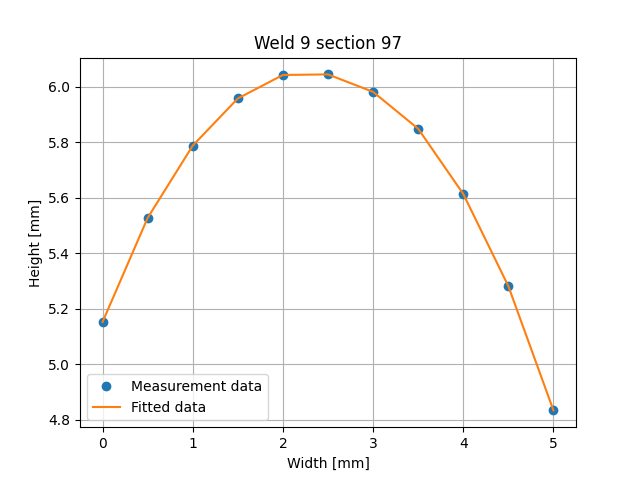 Weld 9 section 97
Height [mm]
6.0
5.8
5.6
5.4
5.2
5.0
4.8
Measurement data
Fitted data
0 1 2 3 4 5
Width [mm]